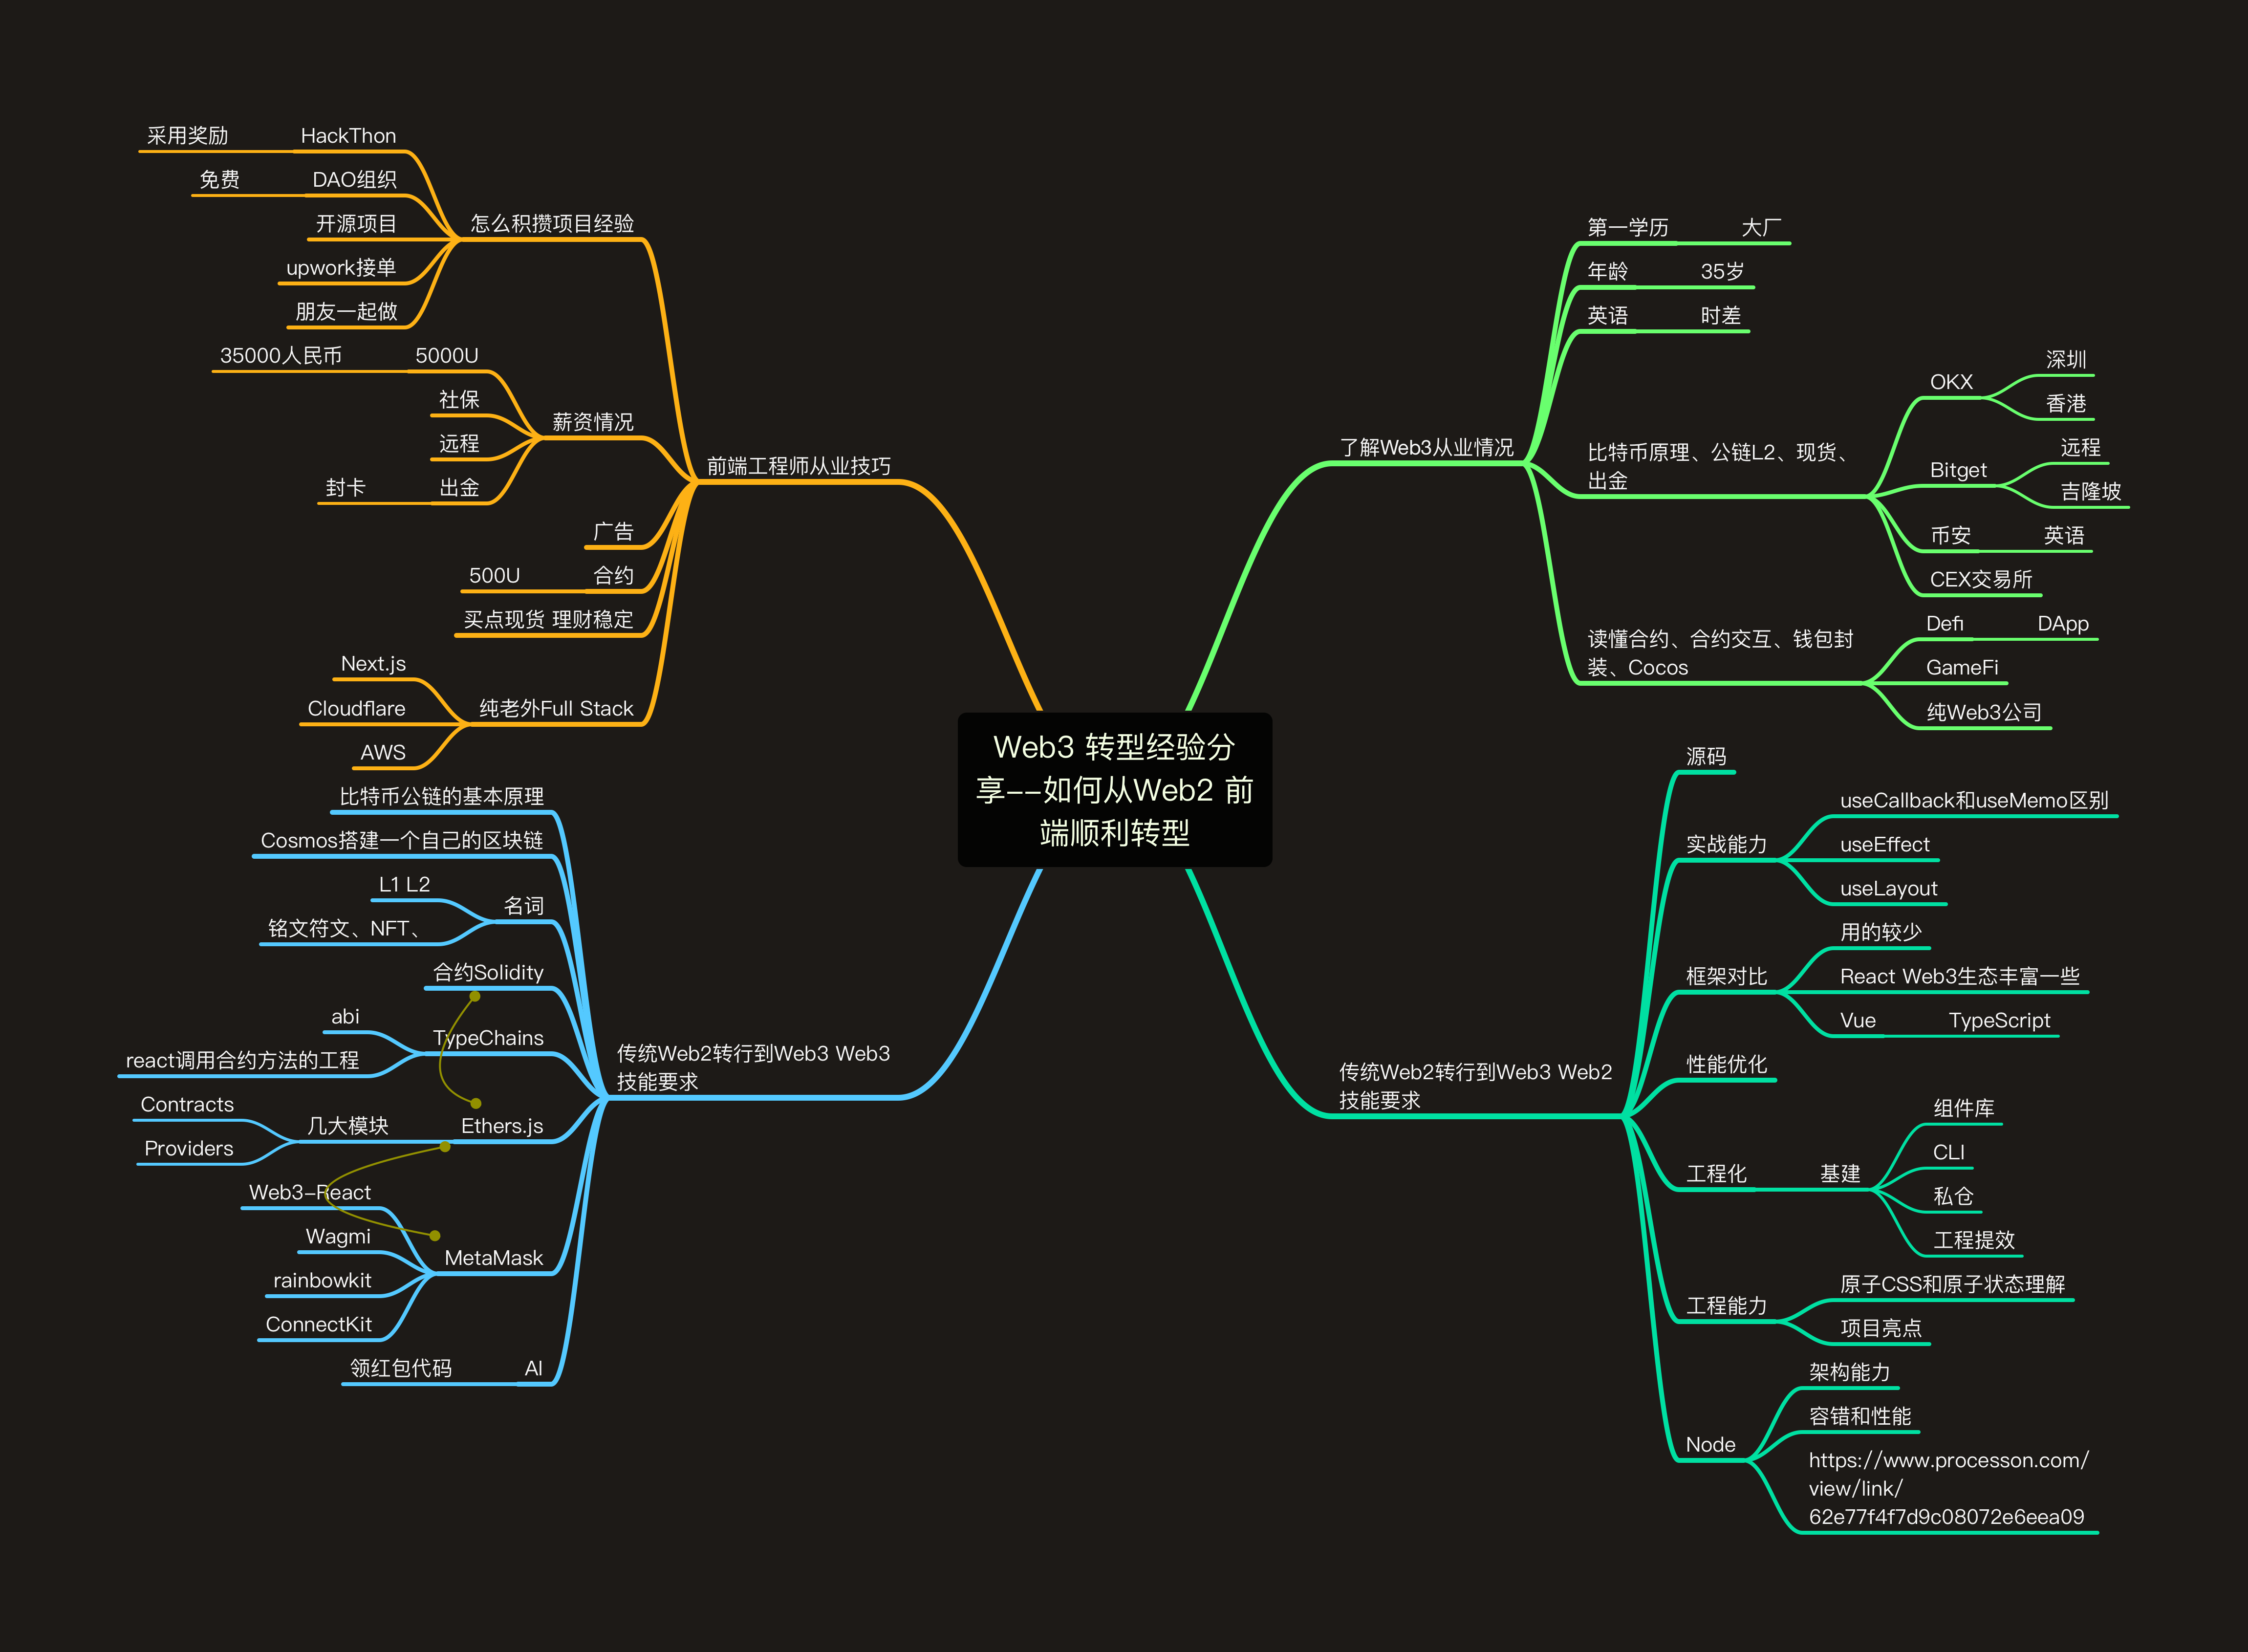 Web3 转型经验分
享--如何从Web2 前
端顺利转型
了解Web3从业情况
第一学历
大厂
年龄
35岁
英语
时差
比特币原理、公链L2、现货、
出金
OKX
深圳
香港
Bitget
远程
吉隆坡
币安
英语
CEX交易所
读懂合约、合约交互、钱包封
装、Cocos
Defi
DApp
GameFi
纯Web3公司
传统Web2转行到Web3 Web2
技能要求
源码
实战能力
useCallback和useMemo区别
useEffect
useLayout
框架对比
用的较少
React Web3生态丰富一些
Vue
TypeScript
性能优化
工程化
基建
组件库
CLI
私仓
工程提效
工程能力
原子CSS和原子状态理解
项目亮点
Node
架构能力
容错和性能
https://www.processon.com/
view/link/
62e77f4f7d9c08072e6eea09
前端工程师从业技巧
怎么积攒项目经验
HackThon
采用奖励
DAO组织
免费
开源项目
upwork接单
朋友一起做
薪资情况
5000U
35000人民币
社保
远程
出金
封卡
广告
合约
500U
买点现货 理财稳定
纯老外Full Stack
Next.js
Cloudflare
AWS
传统Web2转行到Web3 Web3
技能要求
比特币公链的基本原理
Cosmos搭建一个自己的区块链
名词
L1 L2
铭文符文、NFT、
合约Solidity
TypeChains
abi
react调用合约方法的工程
Ethers.js
几大模块
Contracts
Providers
MetaMask
Web3-React
Wagmi
rainbowkit
ConnectKit
AI
领红包代码